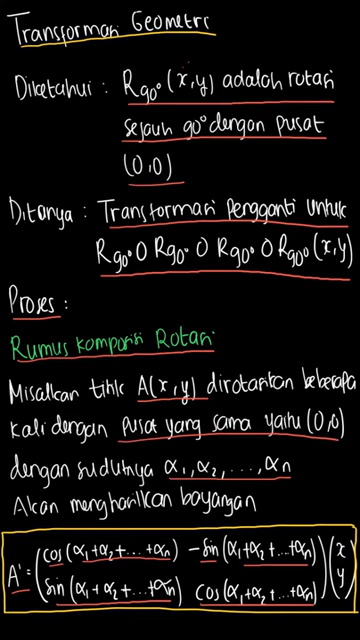 Transformasi Geometri
Diketahui : R90°(x,y) adalah rotasi
sejauh 90° dengan pusat
(0,0)
Ditanya : Transformasi Pengganti untuk
R90° O R90° O R90° O R90°(x,y)
Proses :
Rumus Komposisi Rotasi
Misalkan titik A(x,y) dirotasikan beberapa
kali dengan pusat yang sama yaitu (0,0)
dengan sudutnya α1, α2, ..., αn
Akan menghasilkan bayangan
A' = ( cos(α1+α2+...+αn) -sin(α1+α2+...+αn) ) ( x )
( sin(α1+α2+...+αn) cos(α1+α2+...+αn) ) ( y )